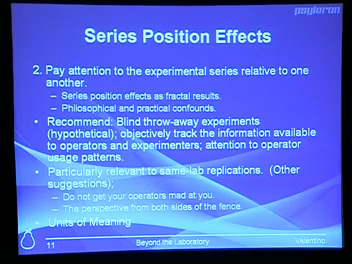 psyleron
Series Position Effects
2. Pay attention to the experimental series relative to one
another.
– Series position effects as fractal results.
– Philosophical and practical confounds.
• Recommend: Blind throw-away experiments
(hypothetical); objectively track the information available
to operators and experimenters; attention to operator
usage patterns.
• Particularly relevant to same-lab replications. (Other
suggestions);
– Do not get your operators mad at you.
– The perspective from both sides of the fence.
• Units of Meaning
11
Beyond the Laboratory
Valentino